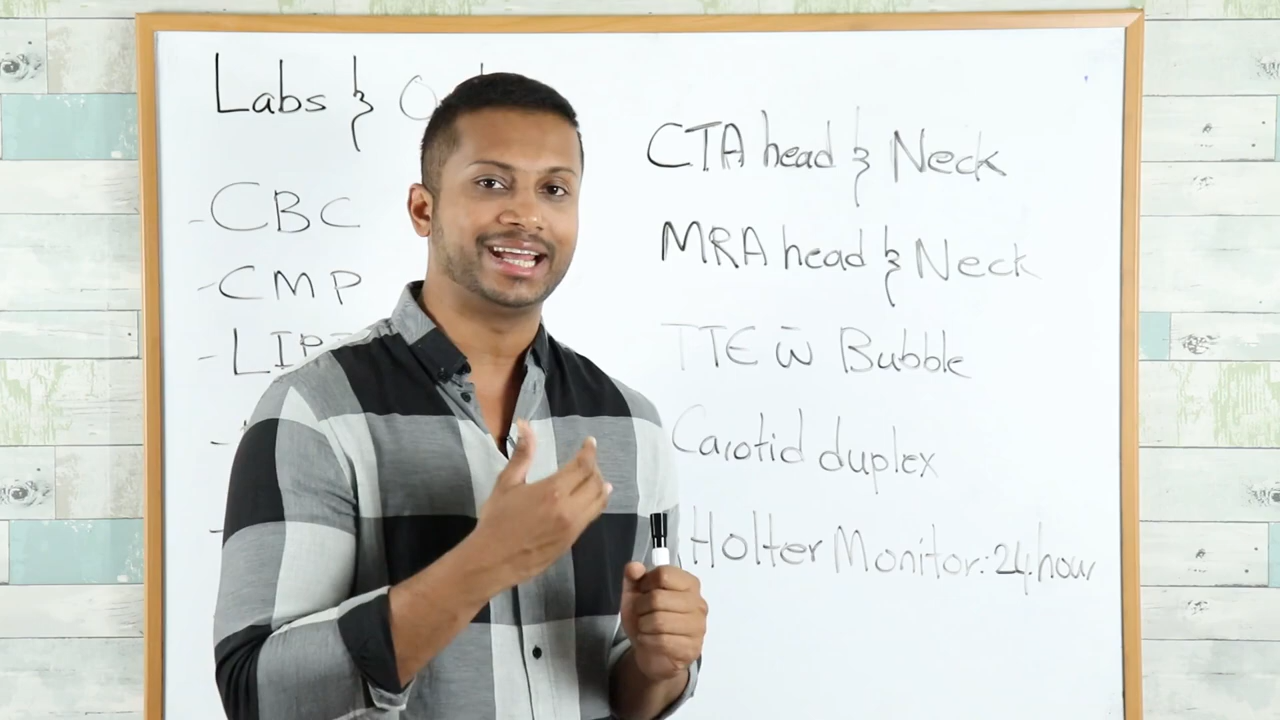 Labs &
-CBC
-CMP
CTA head & Neck
MRA head & Neck
TTE w̅ Bubble
Carotid duplex
Holter Monitor: 24 hour